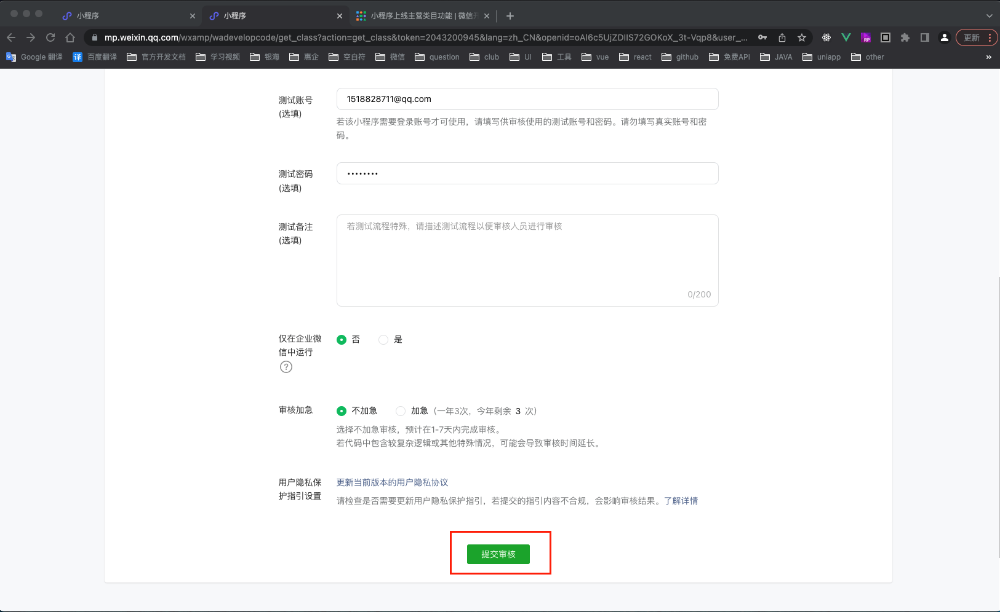 小程序
小程序
小程序上线主营类目功能 | 微信开
mp.weixin.qq.com/wxamp/wadevelopcode/get_class?action=get_class&token=2043200945&lang=zh_CN&openid=oAl6c5UjZDIIS72GOKoX_3t-Vqp8&user_...
更新
Google 翻译
译 百度翻译
官方开发文档
学习视频
银海
惠企
空白符
微信
question
club
UI
工具
vue
react
github
免费API
JAVA
uniapp
other
»
测试账号
(选填)
1518828711@qq.com
若该小程序需要登录账号才可使用，请填写供审核使用的测试账号和密码。请勿填写真实账号和密
码。
测试密码
(选填)
••••••••
测试备注
(选填)
若测试流程特殊，请描述测试流程以便审核人员进行审核
0/200
仅在企业微
信中运行
?
否
是
审核加急
不加急
加急（一年3次，今年剩余 3 次）
选择不加急审核，预计在1-7天内完成审核。
若代码中包含较复杂逻辑或其他特殊情况，可能会导致审核时间延长。
用户隐私保
护指引设置
更新当前版本的用户隐私协议
请检查是否需要更新用户隐私保护指引，若提交的指引内容不合规，会影响审核结果。了解详情
提交审核